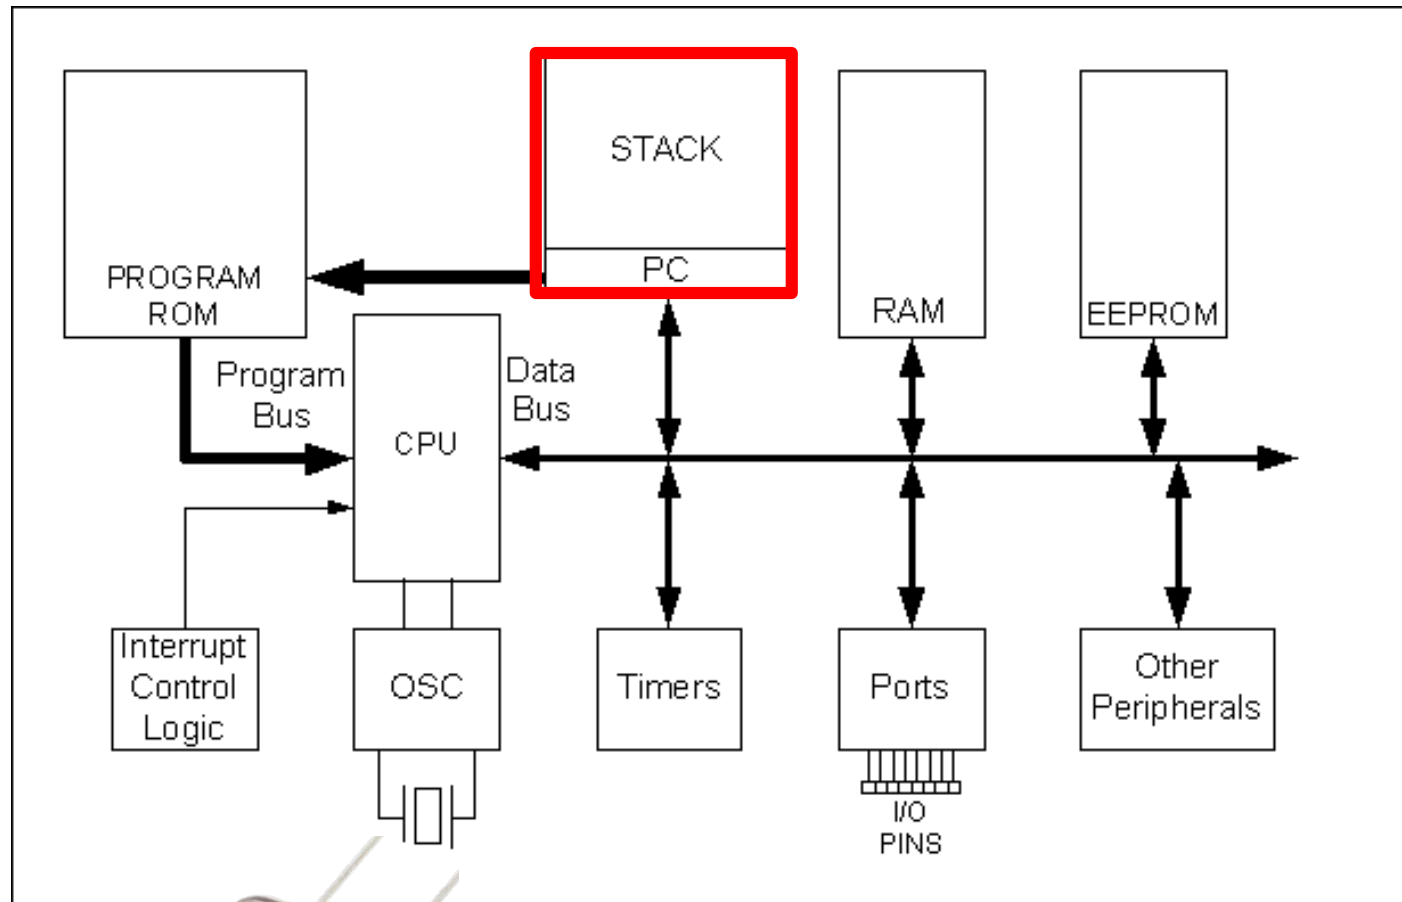 STACK
PC
PROGRAM
ROM
RAM
EEPROM
Program
Bus
CPU
Data
Bus
Interrupt
Control
Logic
OSC
Timers
Ports
Other
Peripherals
I/O
PINS